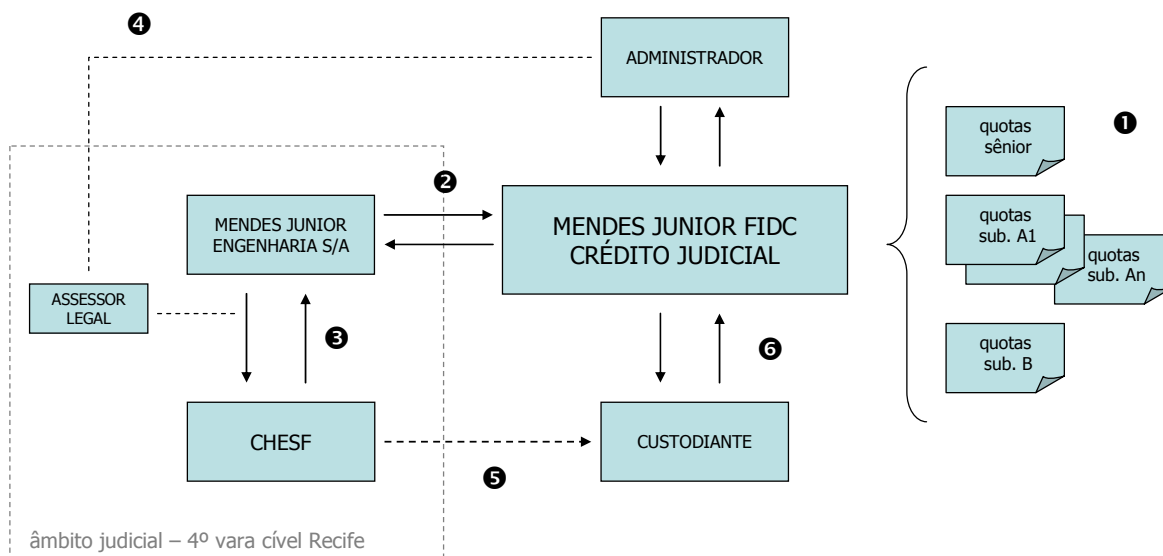 ❹
ADMINISTRADOR
quotas
sênior
❶
❷
MENDES JUNIOR
ENGENHARIA S/A
MENDES JUNIOR FIDC
CRÉDITO JUDICIAL
quotas
sub. A1
quotas
sub. An
ASSESSOR
LEGAL
❸
❻
quotas
sub. B
CHESF
CUSTODIANTE
❺
âmbito judicial – 4º vara cível Recife